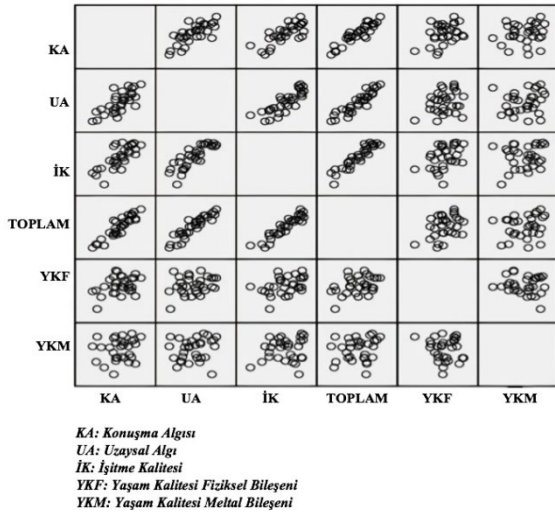 KA
UA
İK
TOPLAM
YKF
YKM
KA UA İK TOPLAM YKF YKM
KA: Konuşma Algısı
UA: Uzaysal Algı
İK: İşitme Kalitesi
YKF: Yaşam Kalitesi Fiziksel Bileşeni
YKM: Yaşam Kalitesi Meltal Bileşeni